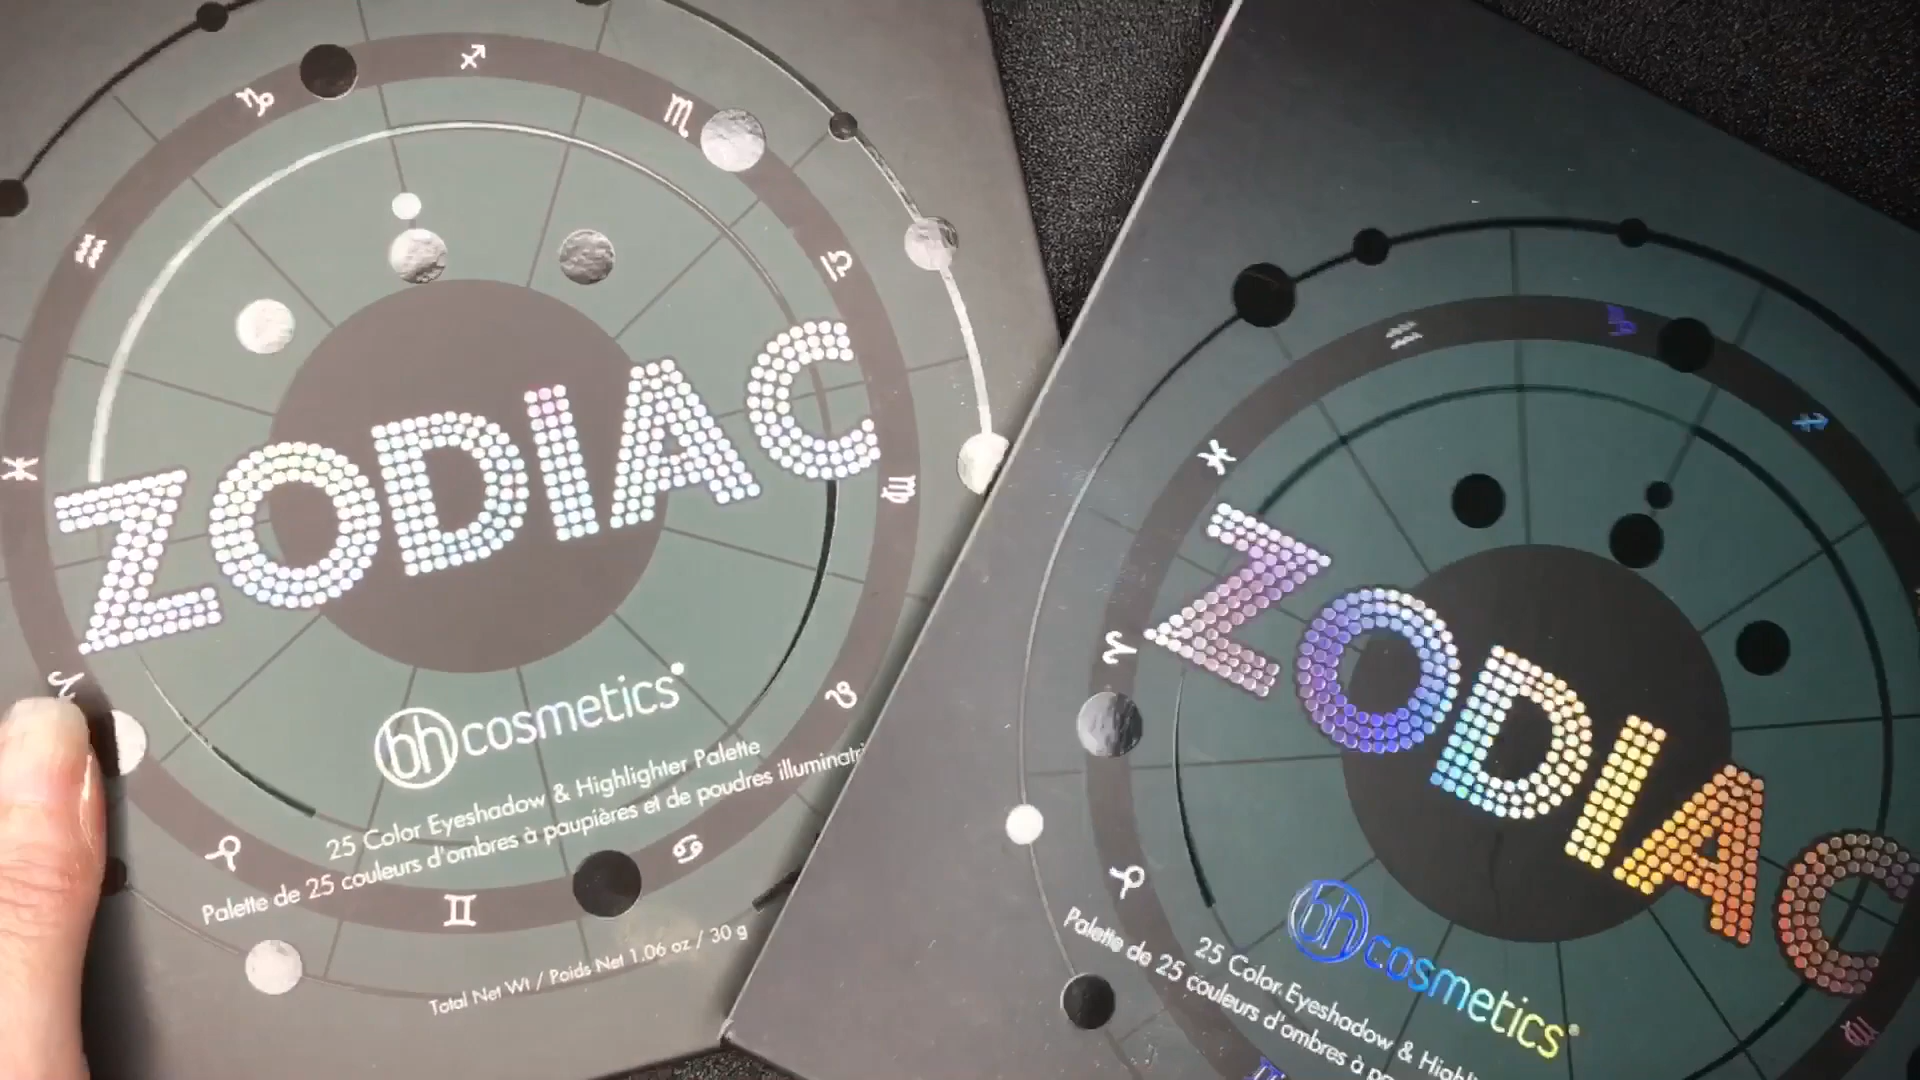 ZODIAC
bh cosmetics
25 Color Eyeshadow & Highlighter Palette
Palette de 25 couleurs d'ombres à paupières et de poudres illuminatri
Total Net Wt / Poids Net 1.06 oz / 30 g
ZODIAC
bh cosmetics
25 Color Eyeshadow & Highli
Palette de 25 couleurs d'ombres à pa